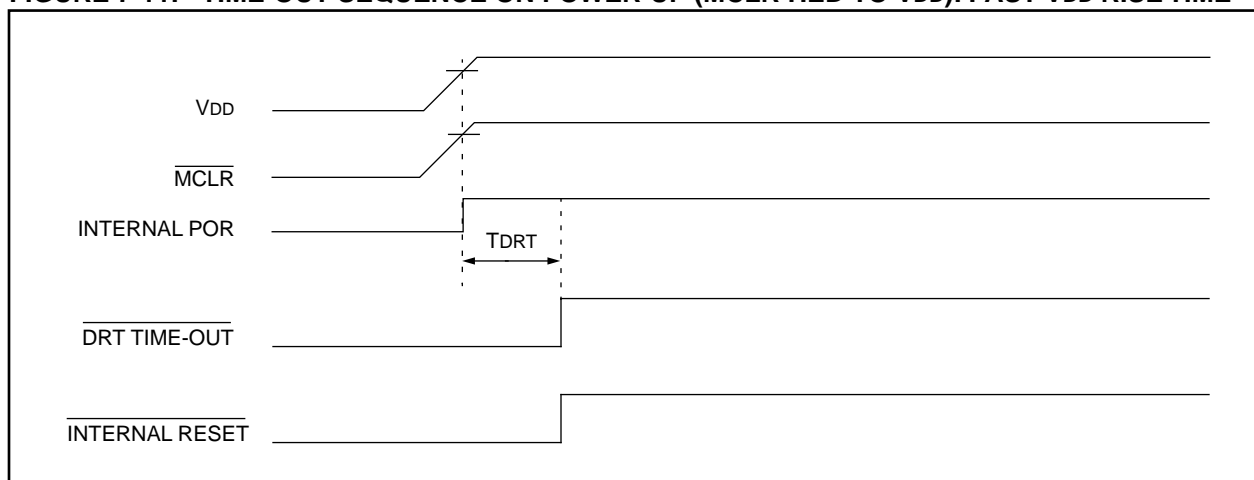 VDD
MCLR
INTERNAL POR
TDRT
DRT TIME-OUT
INTERNAL RESET